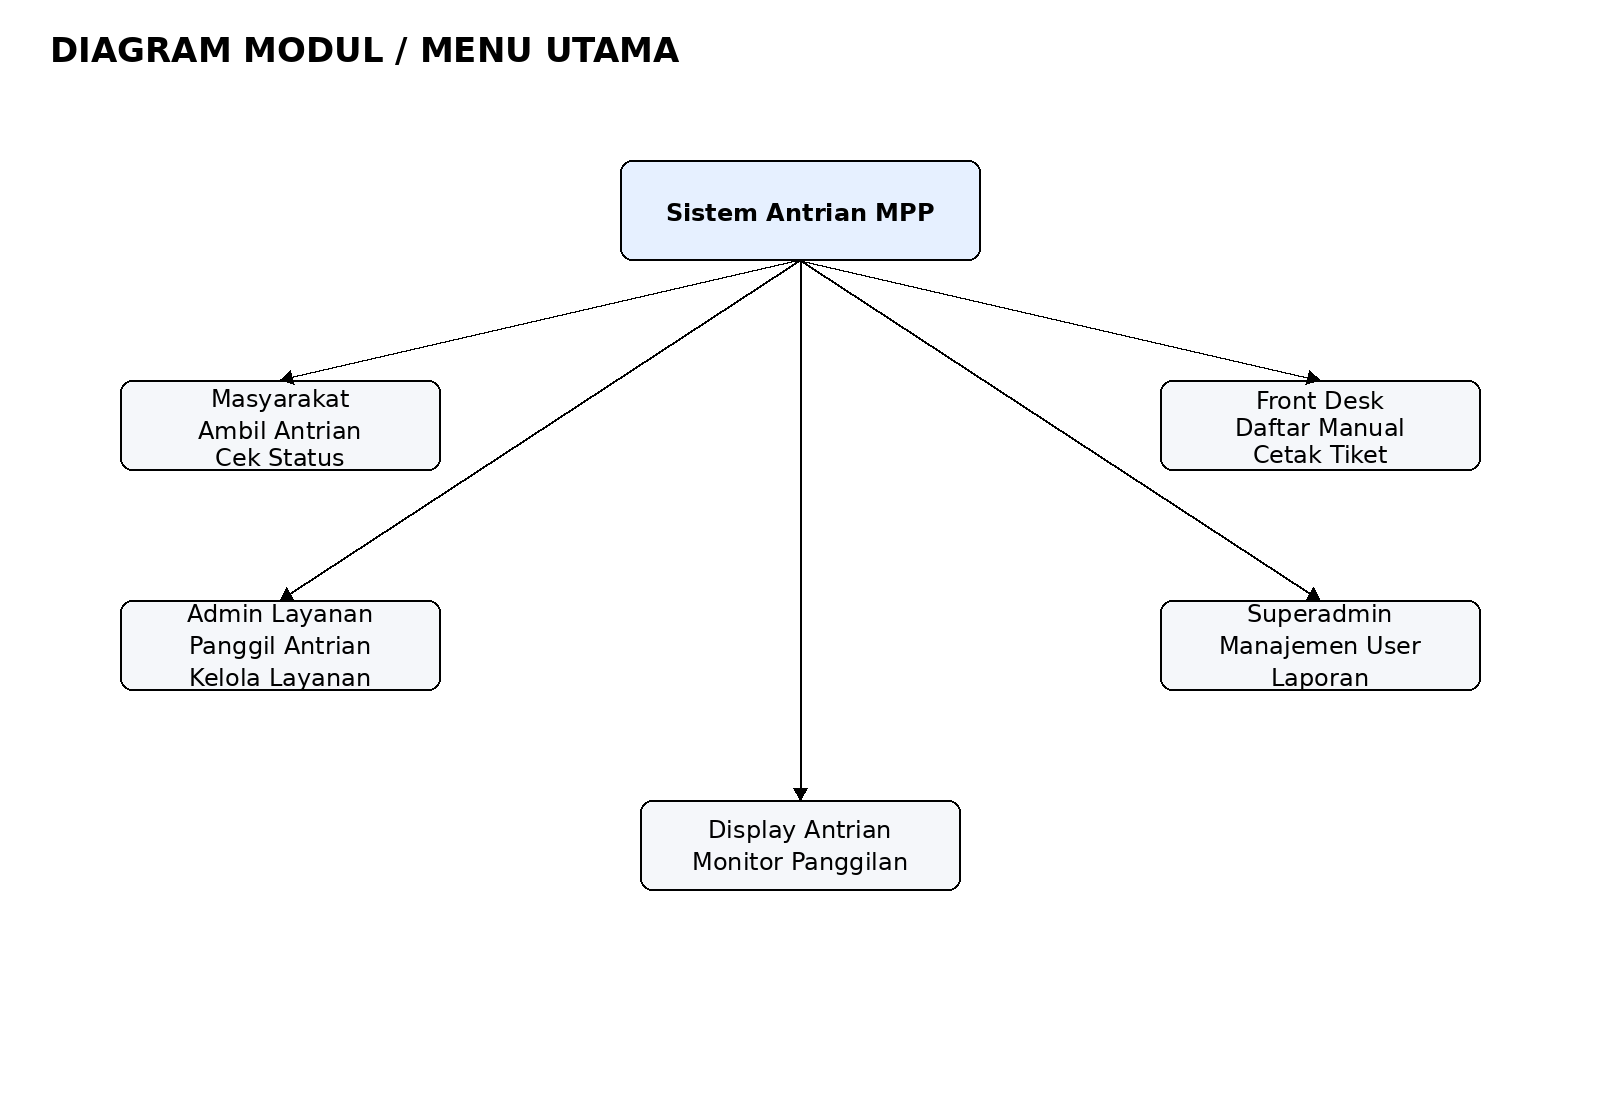 DIAGRAM MODUL / MENU UTAMA
Sistem Antrian MPP
Masyarakat
Ambil Antrian
Cek Status
Front Desk
Daftar Manual
Cetak Tiket
Admin Layanan
Panggil Antrian
Kelola Layanan
Superadmin
Manajemen User
Laporan
Display Antrian
Monitor Panggilan